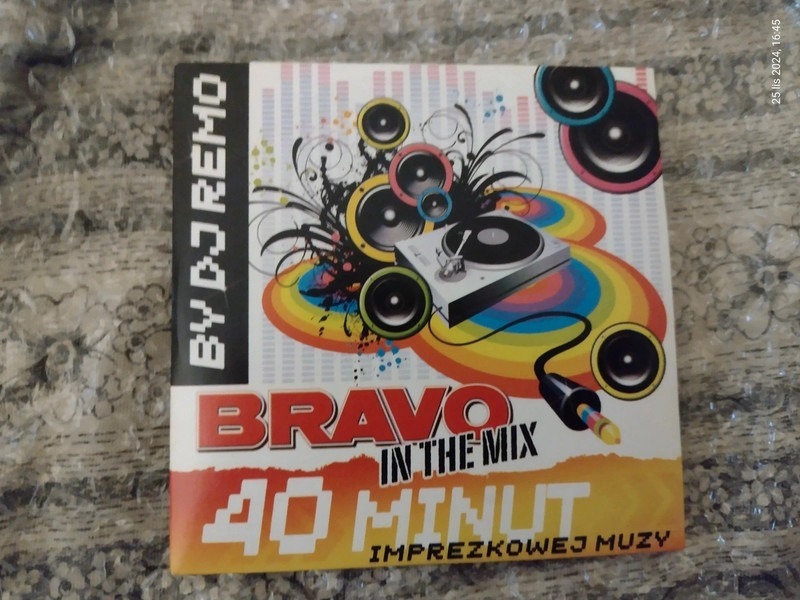 25 lis 2024, 16:45
BY DJ REMO
BRAVO
IN THE MIX
40 MINUT
IMPREZKOWEJ MUZY